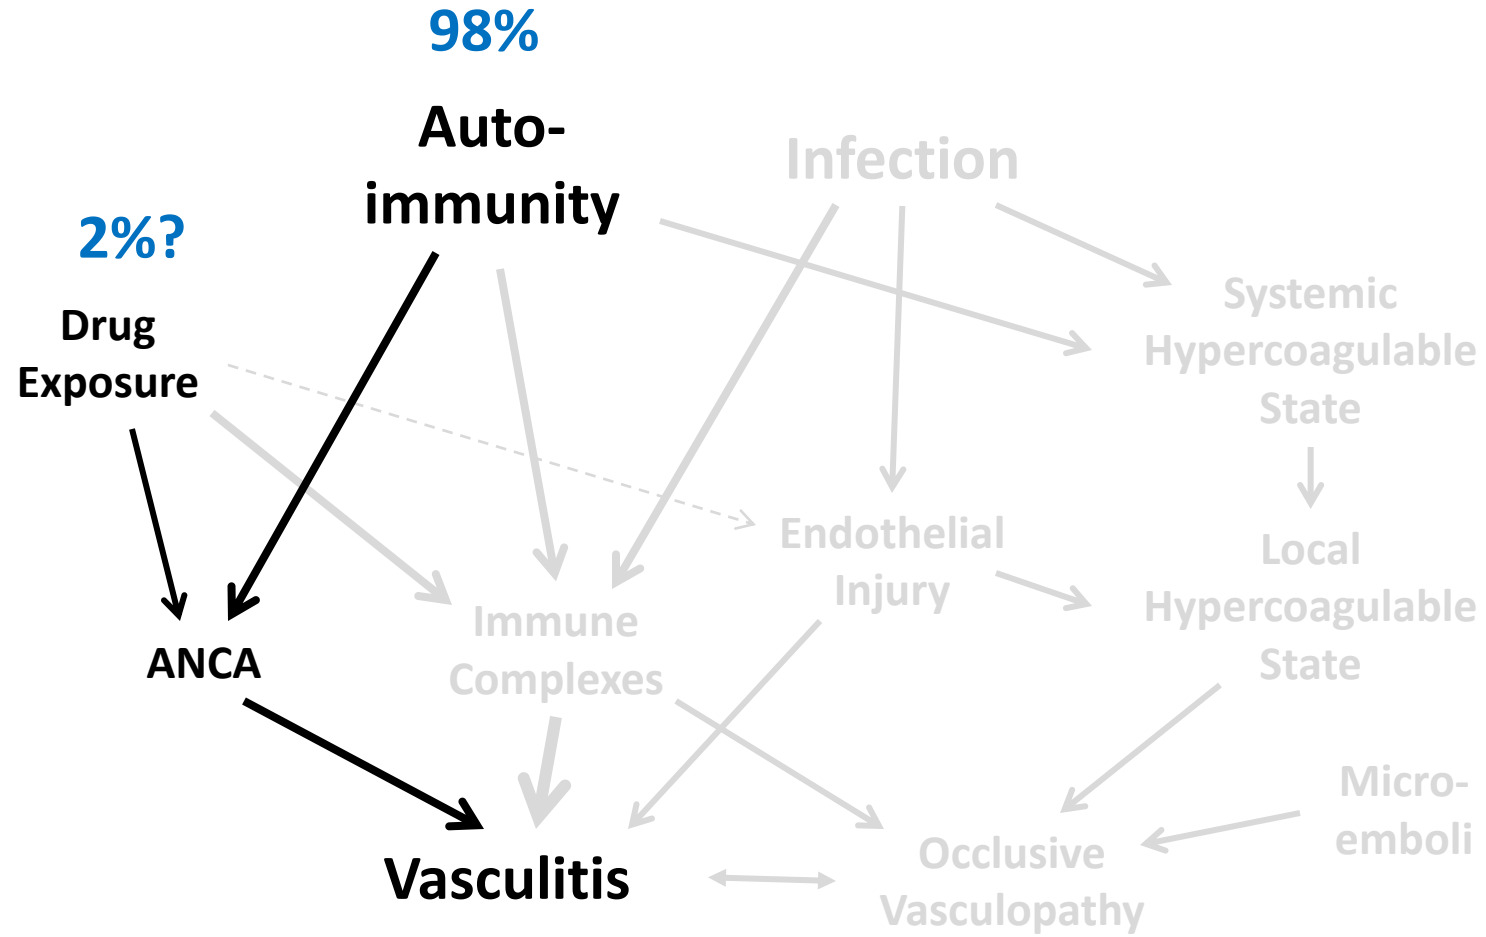 98%
Auto-
immunity
Infection
2%?
Drug
Exposure
Systemic
Hypercoagulable
State
Endothelial
Injury
Local
Hypercoagulable
State
Immune
Complexes
ANCA
Micro-
emboli
Vasculitis
Occlusive
Vasculopathy